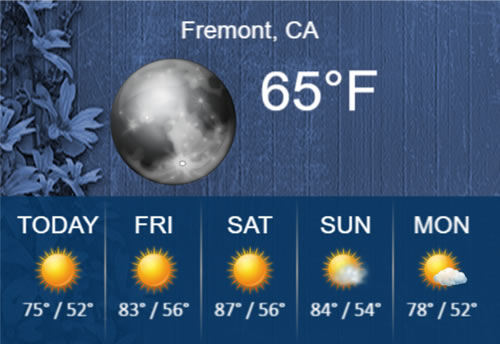 Fremont, CA
65°F
TODAY FRI SAT SUN MON
75° / 52° 83° / 56° 87° / 56° 84° / 54° 78° / 52°